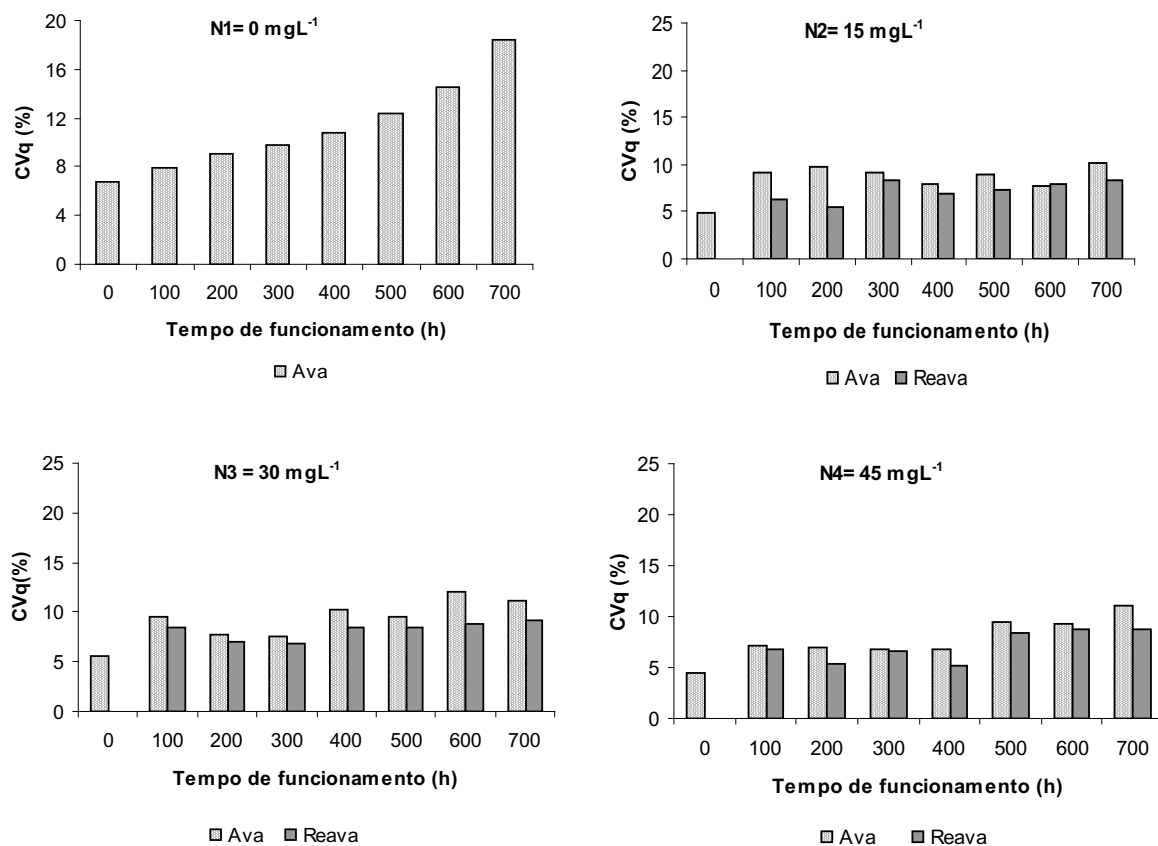 N1= 0 mgL⁻¹
CVq (%)
20
16
12
8
4
0
0 100 200 300 400 500 600 700
Tempo de funcionamento (h)
Ava
N2= 15 mgL⁻¹
CVq (%)
25
20
15
10
5
0
0 100 200 300 400 500 600 700
Tempo de funcionamento (h)
Ava Reava
N3 = 30 mgL⁻¹
CVq(%)
25
20
15
10
5
0
0 100 200 300 400 500 600 700
Tempo de funcionamento (h)
Ava Reava
N4= 45 mgL⁻¹
CVq (%)
25
20
15
10
5
0
0 100 200 300 400 500 600 700
Tempo de funcionamento (h)
Ava Reava